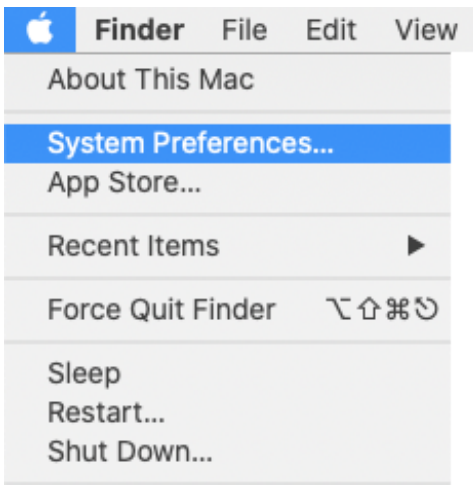 Finder File Edit View
About This Mac
System Preferences...
App Store...
Recent Items ▶
Force Quit Finder ⌥⇧⌘⎋
Sleep
Restart...
Shut Down...